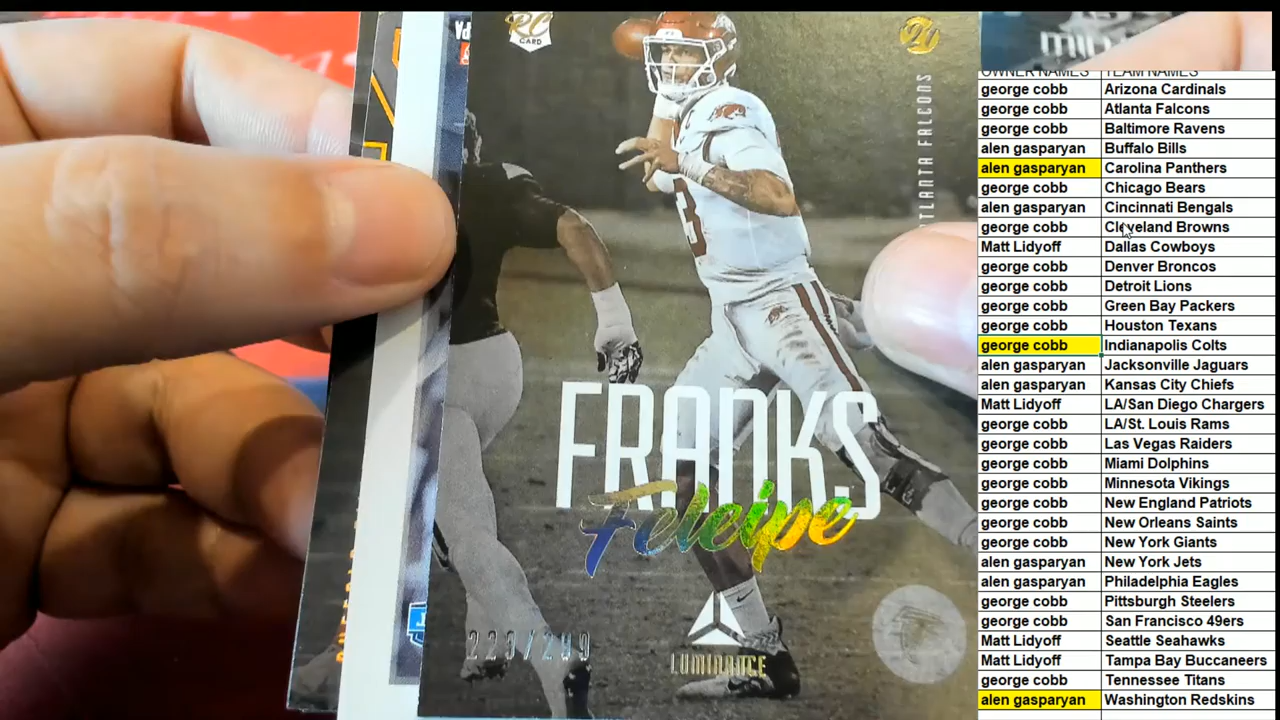 RC
CARD
21
ATLANTA FALCONS
FRANKS
Feleipe
223/299
LUMINANCE
OWNER NAMES TEAM NAMES
george cobb Arizona Cardinals
george cobb Atlanta Falcons
george cobb Baltimore Ravens
alen gasparyan Buffalo Bills
alen gasparyan Carolina Panthers
george cobb Chicago Bears
alen gasparyan Cincinnati Bengals
george cobb Cleveland Browns
Matt Lidyoff Dallas Cowboys
george cobb Denver Broncos
george cobb Detroit Lions
george cobb Green Bay Packers
george cobb Houston Texans
george cobb Indianapolis Colts
alen gasparyan Jacksonville Jaguars
alen gasparyan Kansas City Chiefs
Matt Lidyoff LA/San Diego Chargers
george cobb LA/St. Louis Rams
george cobb Las Vegas Raiders
george cobb Miami Dolphins
george cobb Minnesota Vikings
george cobb New England Patriots
george cobb New Orleans Saints
george cobb New York Giants
alen gasparyan New York Jets
alen gasparyan Philadelphia Eagles
george cobb Pittsburgh Steelers
george cobb San Francisco 49ers
Matt Lidyoff Seattle Seahawks
Matt Lidyoff Tampa Bay Buccaneers
george cobb Tennessee Titans
alen gasparyan Washington Redskins